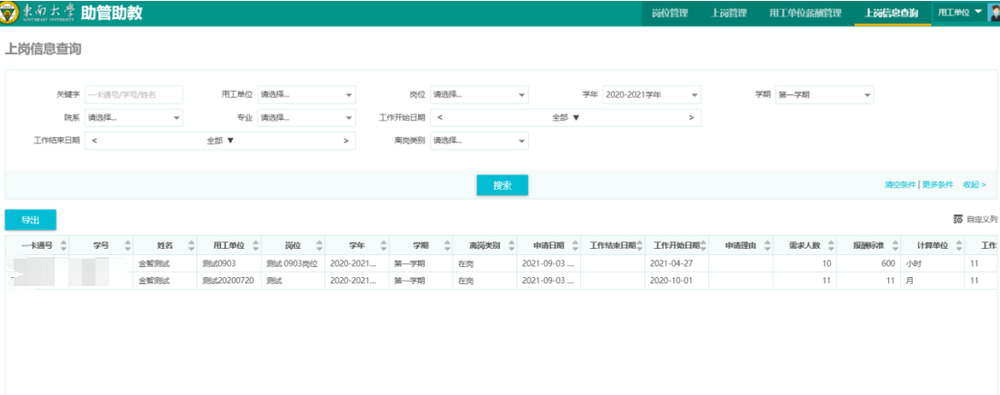 東南大學 助管助教 岗位管理 上岗管理 用工单位薪酬管理 上岗信息查询 用工单位
SOUTHEAST UNIVERSITY
上岗信息查询
关键字 一卡通号/学号/姓名 用工单位 请选择... 岗位 请选择... 学年 2020-2021学年 学期 第一学期
院系 请选择... 专业 请选择... 工作开始日期 < 全部 ▼ >
工作结束日期 < 全部 ▼ > 离岗类别 请选择...
搜索 清空条件 | 更多条件 收起 >
导出 自定义列
一卡通号 学号 姓名 用工单位 岗位 学年 学期 离岗类别 申请日期 工作结束日期 工作开始日期 申请理由 需求人数 报酬标准 计算单位 工作
金智测试 测试0903 测试0903岗位 2020-2021... 第一学期 在岗 2021-09-03 ... 2021-04-27 10 600 小时 11
金智测试 测试20200720 测试 2020-2021... 第一学期 在岗 2021-09-03 ... 2020-10-01 11 11 月 11